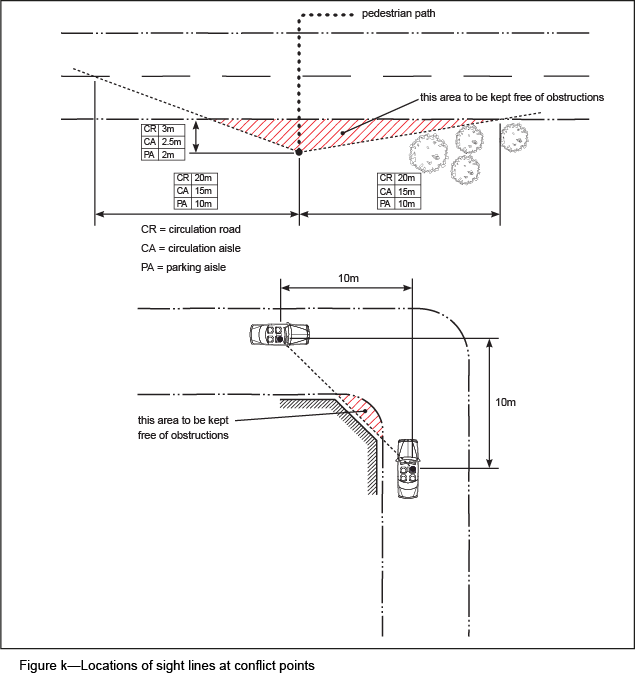 pedestrian path
this area to be kept free of obstructions
CR 3m
CA 2.5m
PA 2m
CR 20m
CA 15m
PA 10m
CR 20m
CA 15m
PA 10m
CR = circulation road
CA = circulation aisle
PA = parking aisle
10m
10m
this area to be kept
free of obstructions
Figure k—Locations of sight lines at conflict points